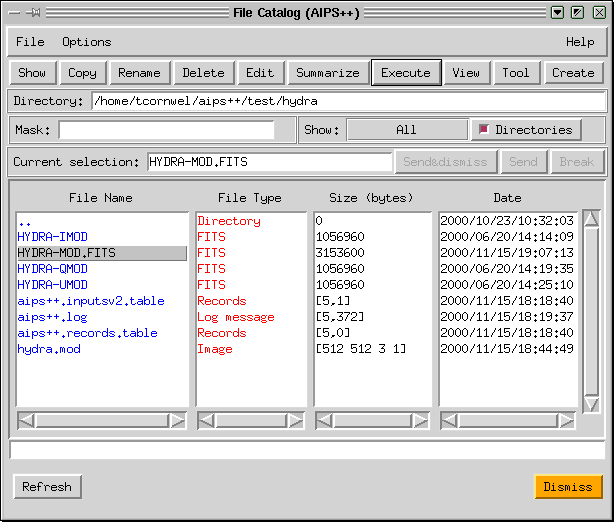 File Catalog (AIPS++)
File Options Help
Show Copy Rename Delete Edit Summarize Execute View Tool Create
Directory: /home/tcornwel/aips++/test/hydra
Mask: Show: All Directories
Current selection: HYDRA-MOD.FITS Send&dismiss Send Break
File Name File Type Size (bytes) Date
.. Directory 0 2000/10/23/10:32:03
HYDRA-IMOD FITS 1056960 2000/06/20/14:14:09
HYDRA-MOD.FITS FITS 3153600 2000/11/15/19:07:13
HYDRA-QMOD FITS 1056960 2000/06/20/14:19:35
HYDRA-UMOD FITS 1056960 2000/06/20/14:25:10
aips++.inputsv2.table Records [5,1] 2000/11/15/18:18:40
aips++.log Log message [5,372] 2000/11/15/18:19:37
aips++.records.table Records [5,0] 2000/11/15/18:18:40
hydra.mod Image [512 512 3 1] 2000/11/15/18:44:49
Refresh Dismiss